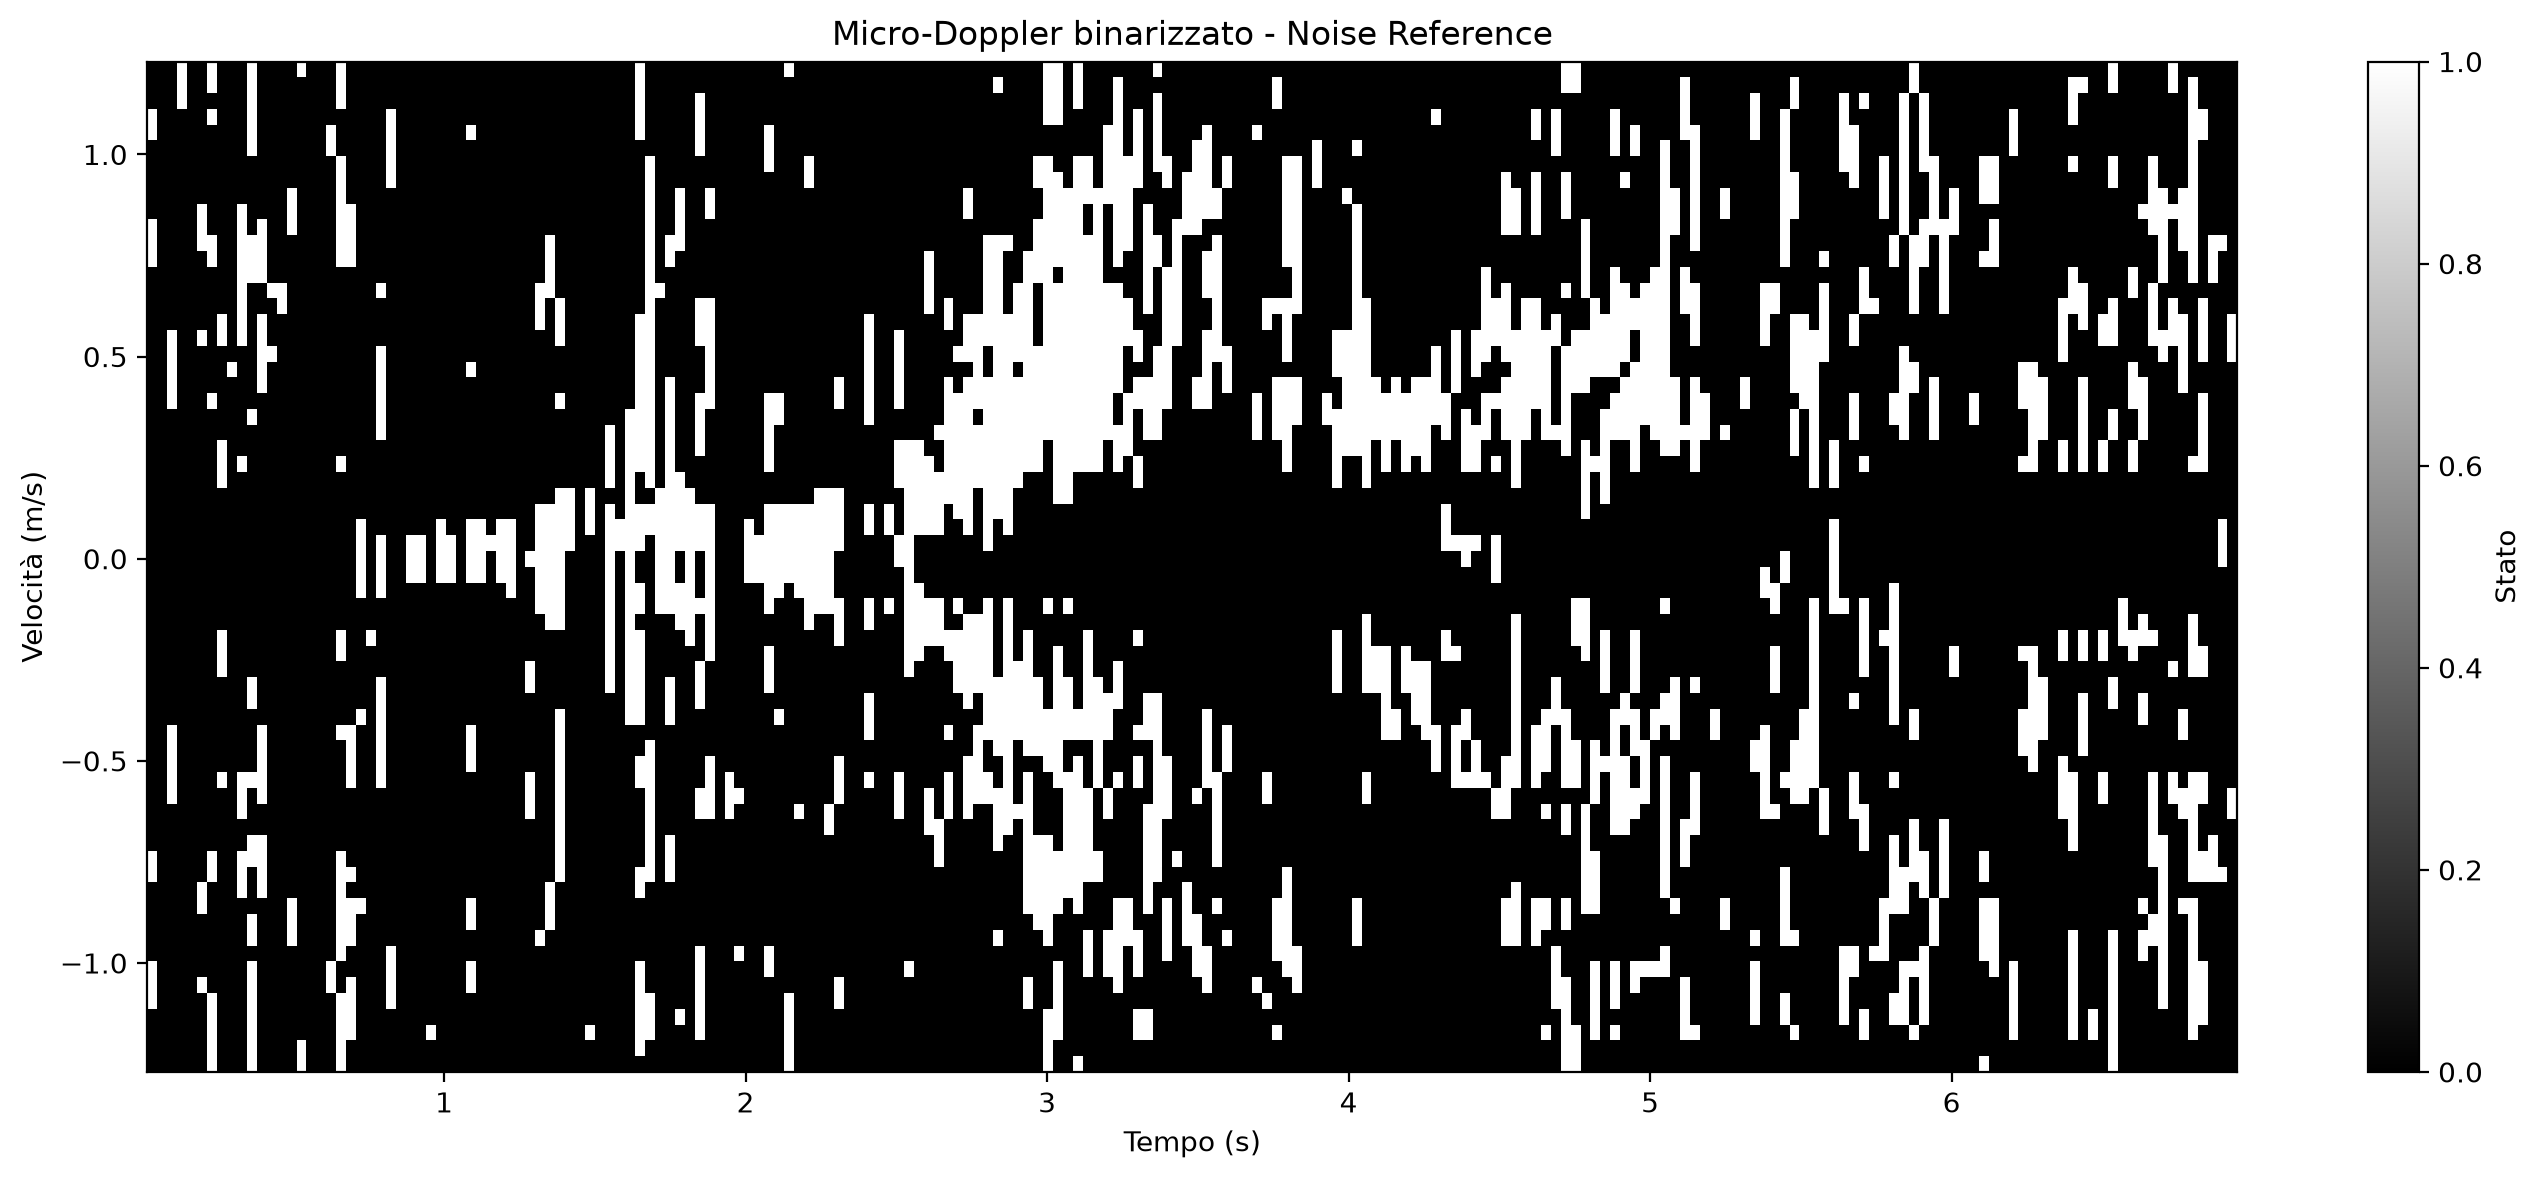 Micro-Doppler binarizzato - Noise Reference
Velocità (m/s)
1.0
0.5
0.0
−0.5
−1.0
1 2 3 4 5 6
Tempo (s)
1.0
0.8
0.6
0.4
0.2
0.0
Stato